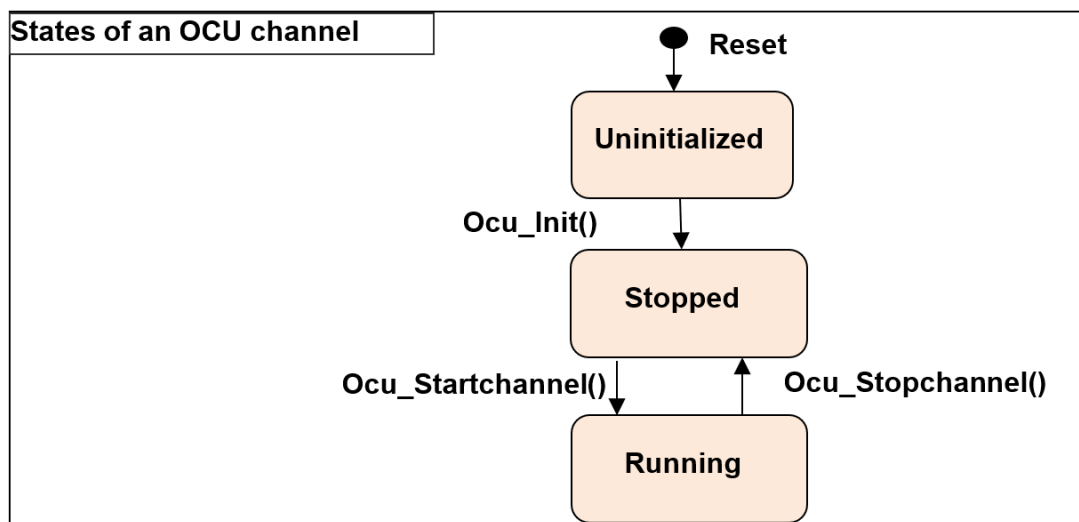 States of an OCU channel
Reset
Uninitialized
Ocu_Init()
Stopped
Ocu_Startchannel()
Ocu_Stopchannel()
Running